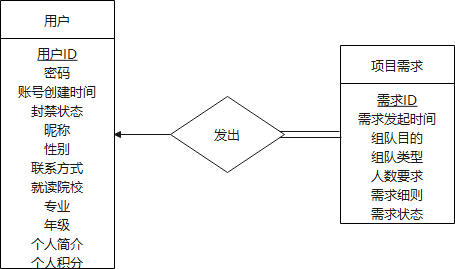 用户
用户ID
密码
账号创建时间
封禁状态
昵称
性别
联系方式
就读院校
专业
年级
个人简介
个人积分
发出
项目需求
需求ID
需求发起时间
组队目的
组队类型
人数要求
需求细则
需求状态